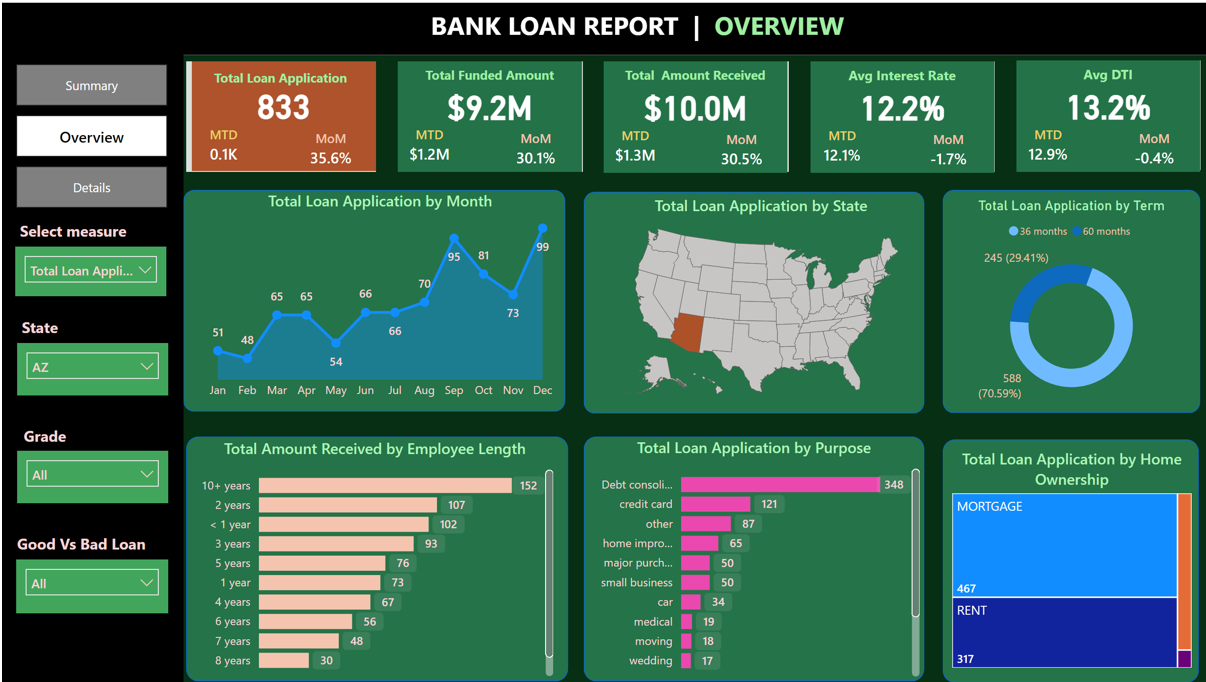 BANK LOAN REPORT | OVERVIEW
Summary
Overview
Details
Select measure
Total Loan Appli...
State
AZ
Grade
All
Good Vs Bad Loan
All
Total Loan Application
833
MTD
MoM
0.1K
35.6%
Total Funded Amount
$9.2M
MTD
MoM
$1.2M
30.1%
Total Amount Received
$10.0M
MTD
MoM
$1.3M
30.5%
Avg Interest Rate
12.2%
MTD
MoM
12.1%
-1.7%
Avg DTI
13.2%
MTD
MoM
12.9%
-0.4%
Total Loan Application by Month
51
48
65
65
54
66
66
70
95
81
73
99
Jan Feb Mar Apr May Jun Jul Aug Sep Oct Nov Dec
Total Loan Application by State
Total Loan Application by Term
36 months 60 months
245 (29.41%)
588
(70.59%)
Total Amount Received by Employee Length
10+ years 152
2 years 107
< 1 year 102
3 years 93
5 years 76
1 year 73
4 years 67
6 years 56
7 years 48
8 years 30
Total Loan Application by Purpose
Debt consoli... 348
credit card 121
other 87
home impro... 65
major purch... 50
small business 50
car 34
medical 19
moving 18
wedding 17
Total Loan Application by Home
Ownership
MORTGAGE
467
RENT
317